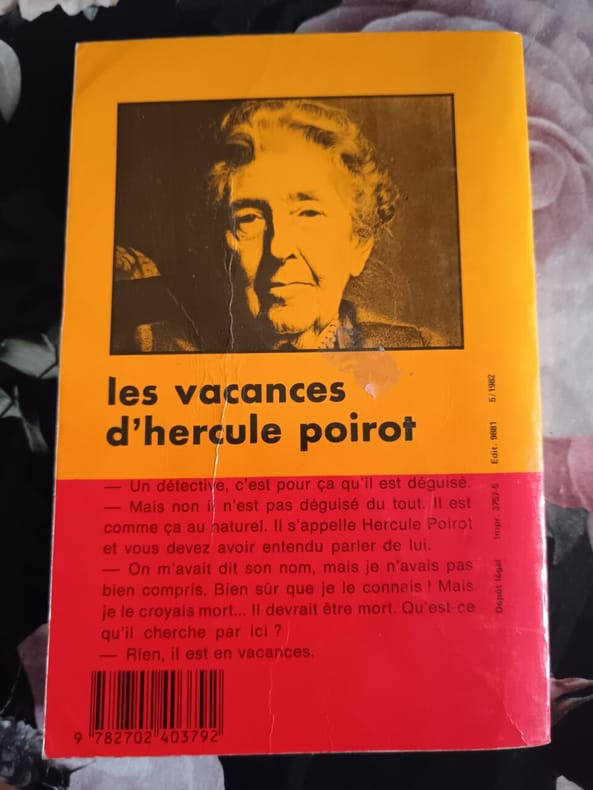 les vacances
d'hercule poirot
— Un détective, c'est pour ça qu'il est déguisé.
— Mais non il n'est pas déguisé du tout. Il est
comme ça au naturel. Il s'appelle Hercule Poirot
et vous devez avoir entendu parler de lui.
— On m'avait dit son nom, mais je n'avais pas
bien compris. Bien sûr que je le connais ! Mais
je le croyais mort... Il devrait être mort. Qu'est-ce
qu'il cherche par ici ?
— Rien, il est en vacances.
Dépôt légal Impr. 3757-5 Edit. 9881 5/1982
9 782702 403792